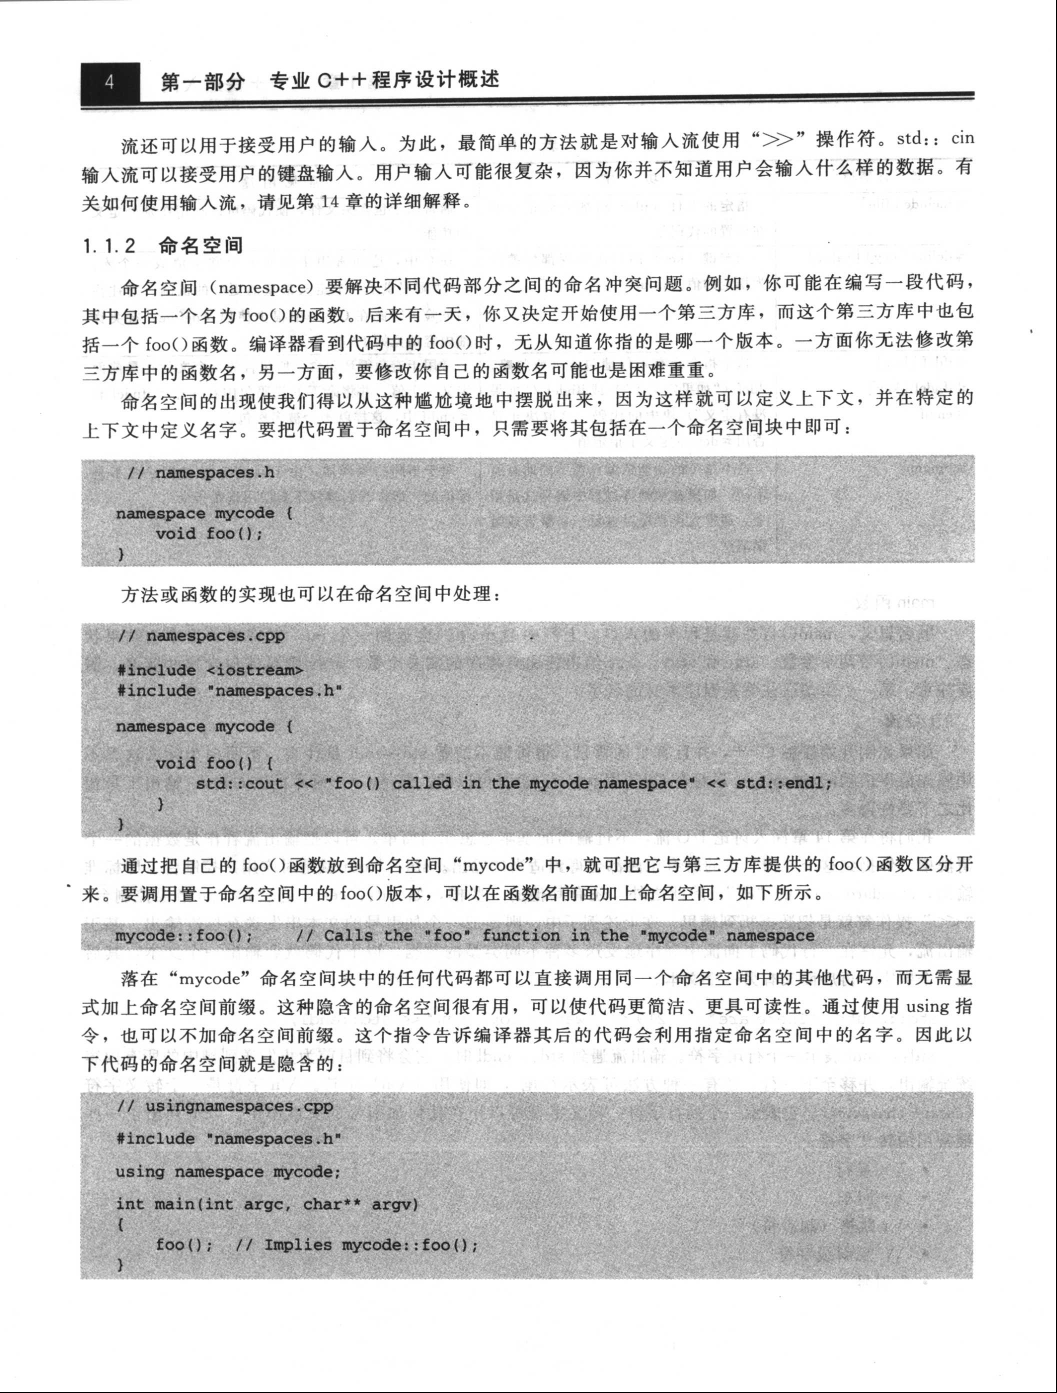 4 第一部分 专业 C++ 程序设计概述
流还可以用于接受用户的输入。为此，最简单的方法就是对输入流使用“>>”操作符。std:: cin
输入流可以接受用户的键盘输入。用户输入可能很复杂，因为你并不知道用户会输入什么样的数据。有
关如何使用输入流，请见第 14 章的详细解释。
1.1.2 命名空间
命名空间（namespace）要解决不同代码部分之间的命名冲突问题。例如，你可能在编写一段代码，
其中包括一个名为 foo()的函数。后来有一天，你又决定开始使用一个第三方库，而这个第三方库中也包
括一个 foo()函数。编译器看到代码中的 foo()时，无从知道你指的是哪一个版本。一方面你无法修改第
三方库中的函数名，另一方面，要修改你自己的函数名可能也是困难重重。
命名空间的出现使我们得以从这种尴尬境地中摆脱出来，因为这样就可以定义上下文，并在特定的
上下文中定义名字。要把代码置于命名空间中，只需要将其包括在一个命名空间块中即可：
// namespaces.h
namespace mycode {
void foo();
}
方法或函数的实现也可以在命名空间中处理：
// namespaces.cpp
#include <iostream>
#include "namespaces.h"
namespace mycode {
void foo() {
std::cout << "foo() called in the mycode namespace" << std::endl;
}
}
通过把自己的 foo()函数放到命名空间“mycode”中，就可把它与第三方库提供的 foo()函数区分开
来。要调用置于命名空间中的 foo()版本，可以在函数名前面加上命名空间，如下所示。
mycode::foo(); // Calls the "foo" function in the "mycode" namespace
落在“mycode”命名空间块中的任何代码都可以直接调用同一个命名空间中的其他代码，而无需显
式加上命名空间前缀。这种隐含的命名空间很有用，可以使代码更简洁、更具可读性。通过使用 using 指
令，也可以不加命名空间前缀。这个指令告诉编译器其后的代码会利用指定命名空间中的名字。因此以
下代码的命名空间就是隐含的：
// usingnamespaces.cpp
#include "namespaces.h"
using namespace mycode;
int main(int argc, char** argv)
{
foo(); // Implies mycode::foo();
}